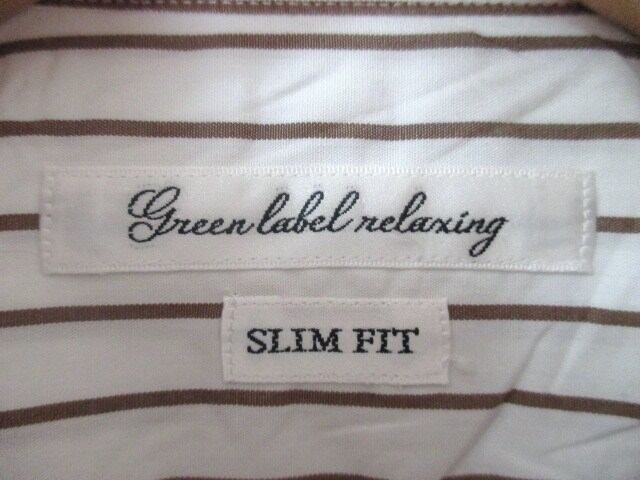 Green label relaxing
SLIM FIT